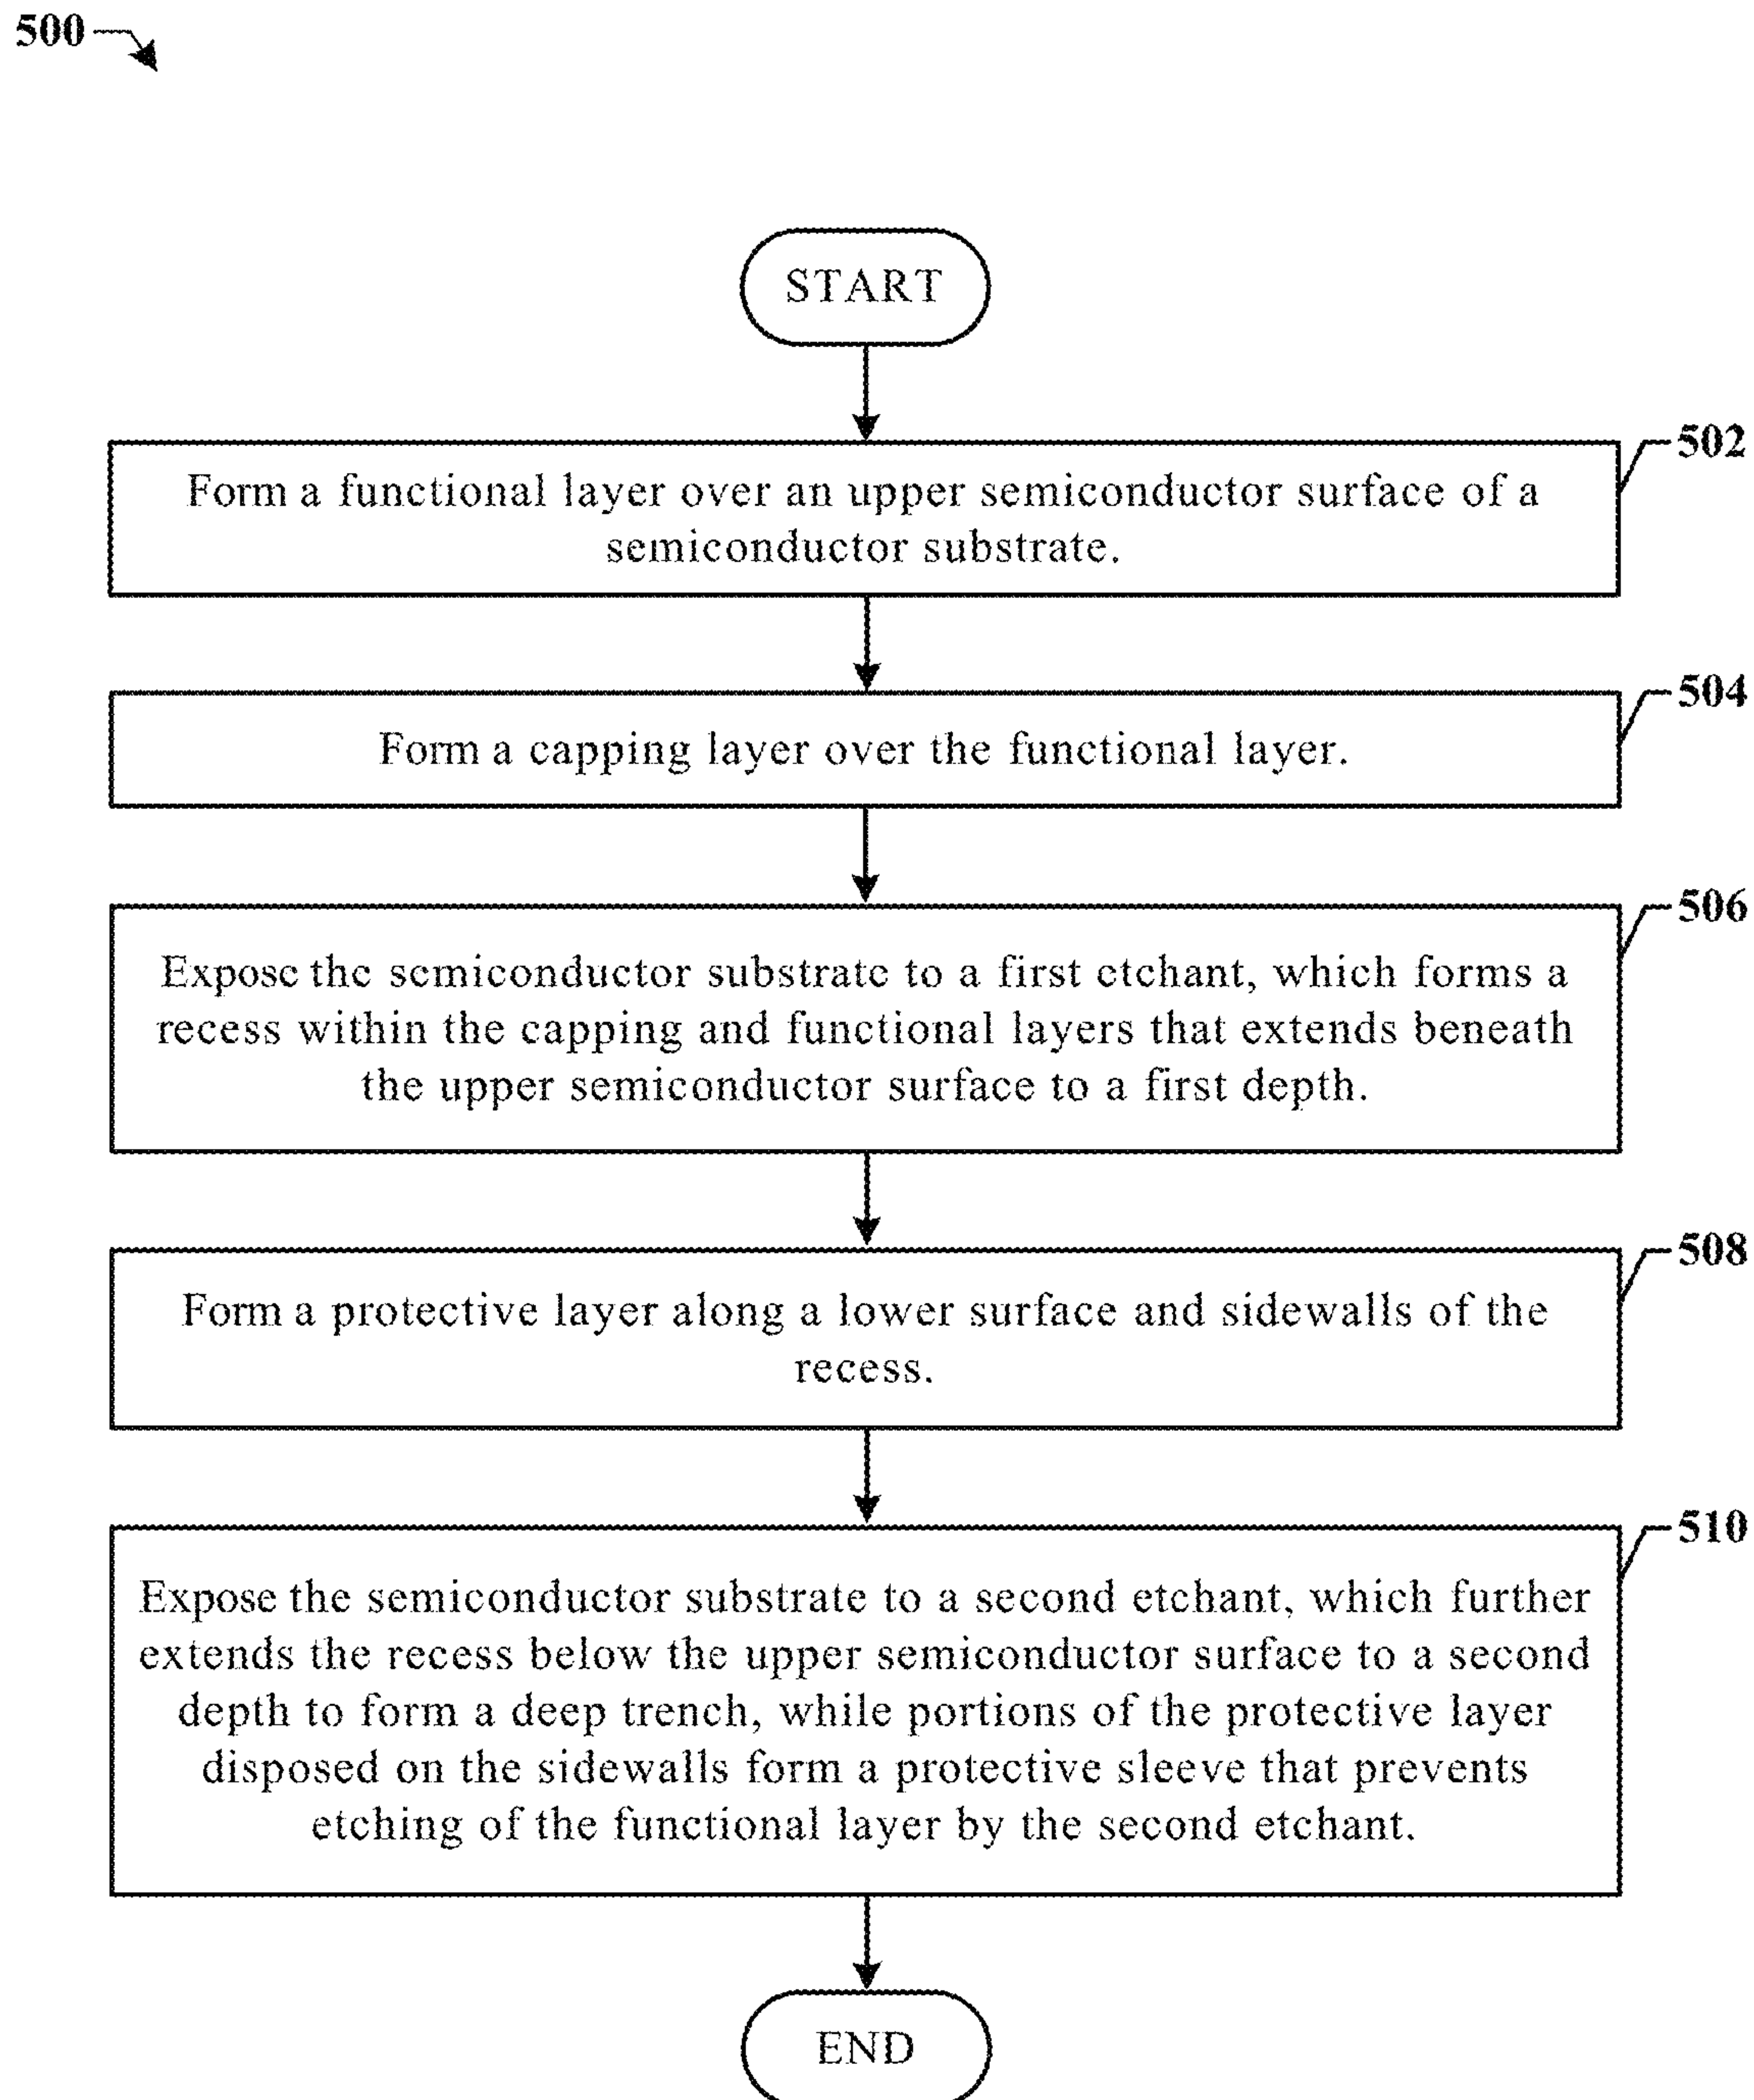 500
START
502
Form a functional layer over an upper semiconductor surface of a
semiconductor substrate.
504
Form a capping layer over the functional layer.
506
Expose the semiconductor substrate to a first etchant, which forms a
recess within the capping and functional layers that extends beneath
the upper semiconductor surface to a first depth.
508
Form a protective layer along a lower surface and sidewalls of the
recess.
510
Expose the semiconductor substrate to a second etchant, which further
extends the recess below the upper semiconductor surface to a second
depth to form a deep trench, while portions of the protective layer
disposed on the sidewalls form a protective sleeve that prevents
etching of the functional layer by the second etchant.
END